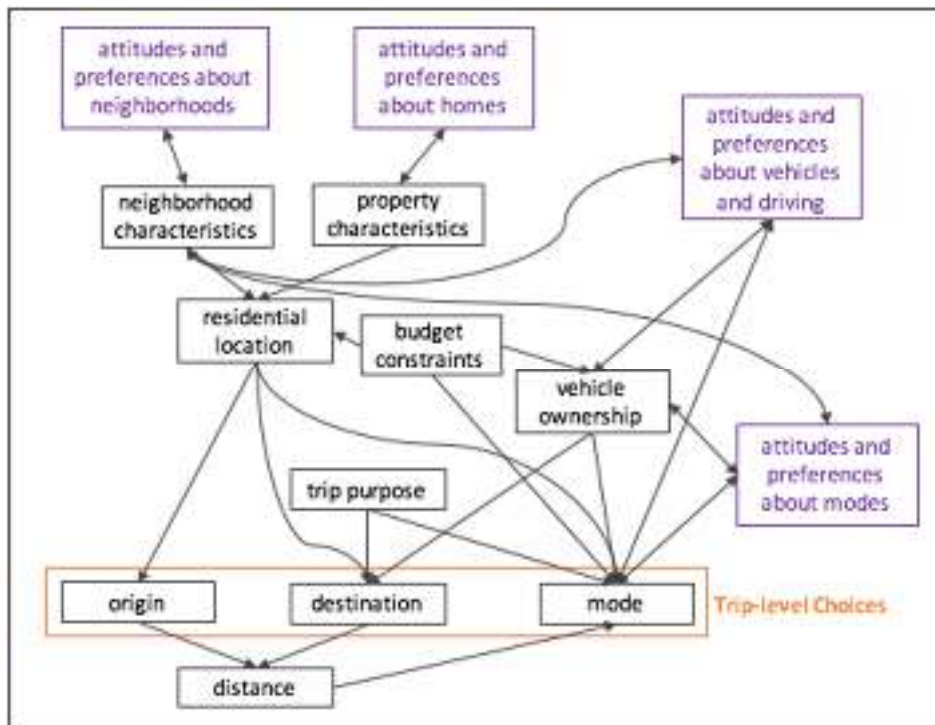 attitudes and
preferences about
neighborhoods
attitudes and
preferences
about homes
attitudes and
preferences
about vehicles
and driving
neighborhood
characteristics
property
characteristics
residential
location
budget
constraints
vehicle
ownership
attitudes and
preferences
about modes
trip purpose
origin
destination
mode
Trip-level Choices
distance